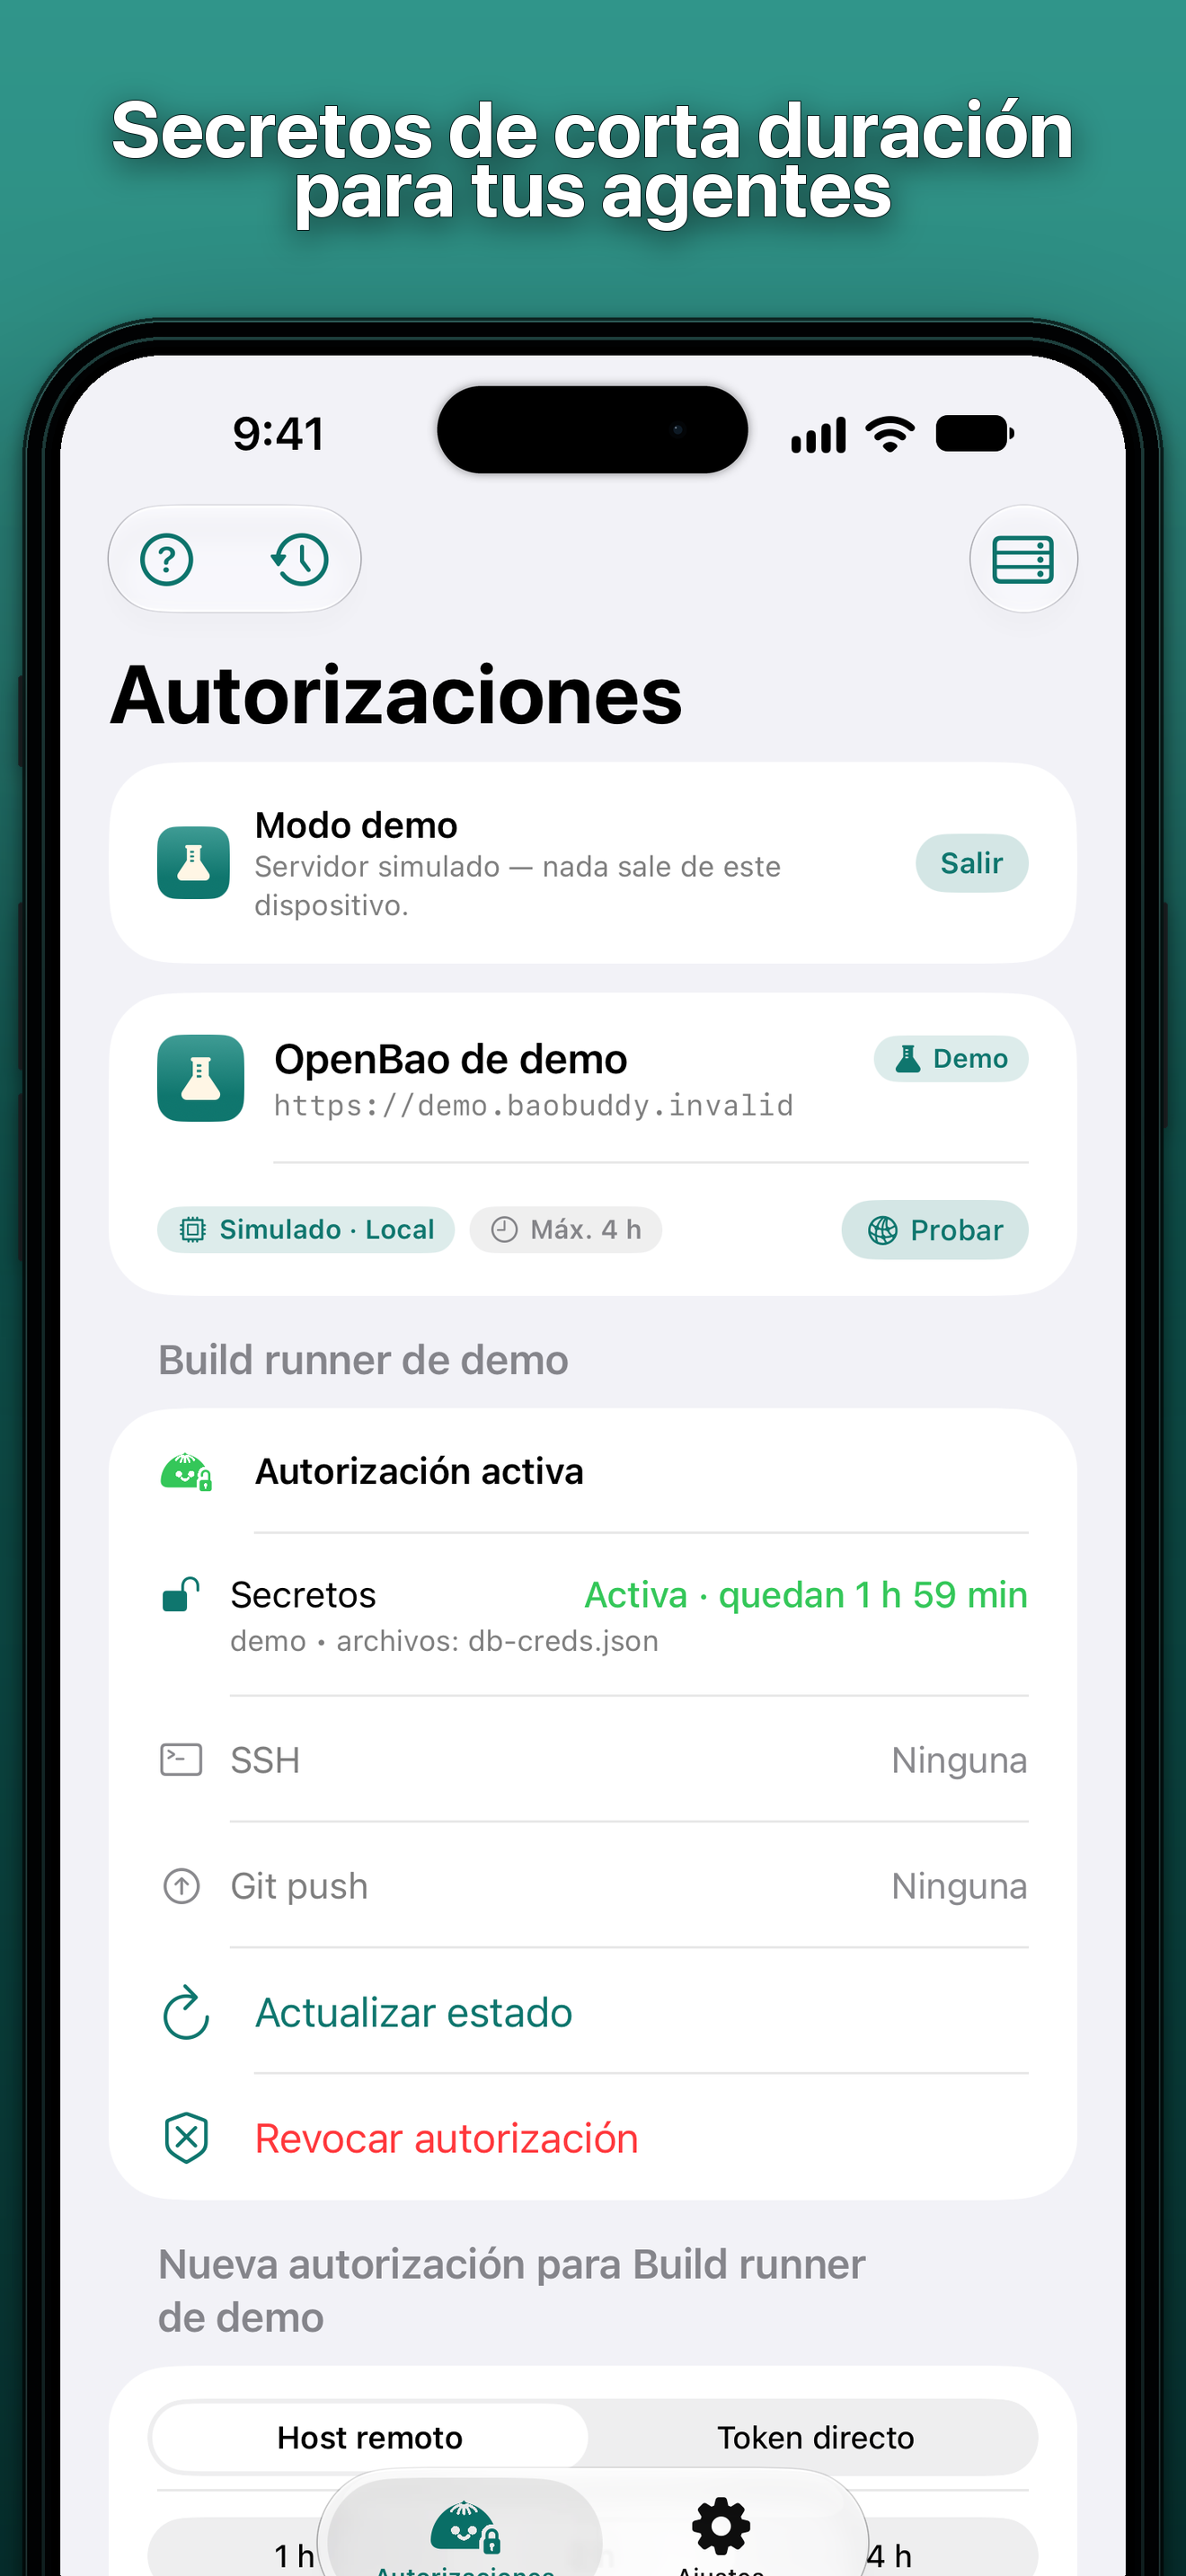 Secretos de corta duración
para tus agentes
9:41
Autorizaciones
Modo demo
Servidor simulado — nada sale de este
dispositivo.
Salir
OpenBao de demo
Demo
https://demo.baobuddy.invalid
Simulado · Local
Máx. 4 h
Probar
Build runner de demo
Autorización activa
Secretos
Activa · quedan 1 h 59 min
demo • archivos: db-creds.json
SSH
Ninguna
Git push
Ninguna
Actualizar estado
Revocar autorización
Nueva autorización para Build runner
de demo
Host remoto
Token directo
1 h
4 h
Autorizaciones
Ajustes